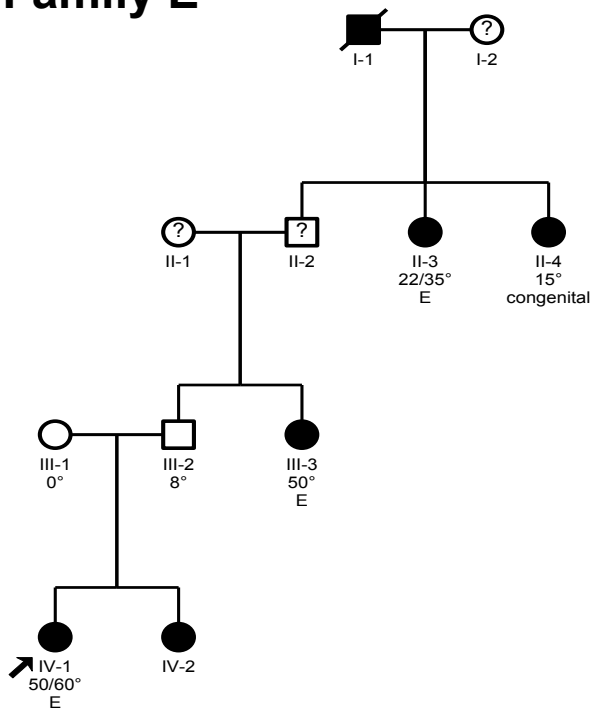 Family E
?
I-1
I-2
?
?
II-1
II-2
II-3
22/35°
E
II-4
15°
congenital
III-1
0°
III-2
8°
III-3
50°
E
IV-1
50/60°
E
IV-2